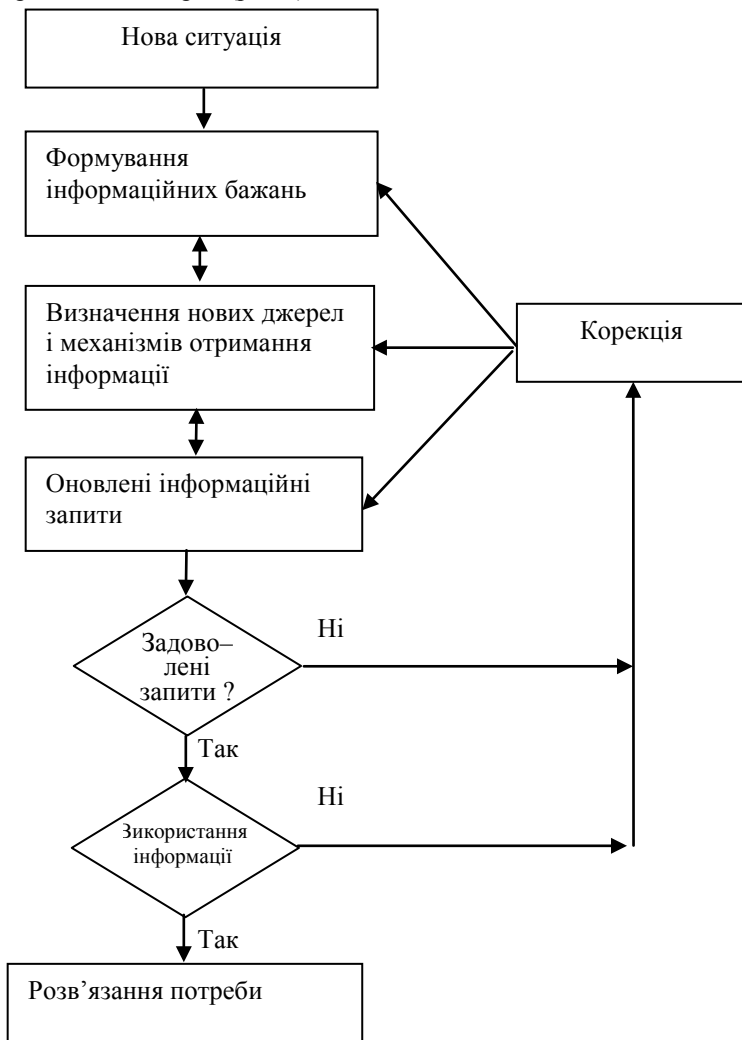 Нова ситуація
Формування
інформаційних бажань
Визначення нових джерел
і механізмів отримання
інформації
Корекція
Оновлені інформаційні
запити
Задово–
лені
запити ?
Ні
Так
Ні
інформації
Так
Розв’язання потреби